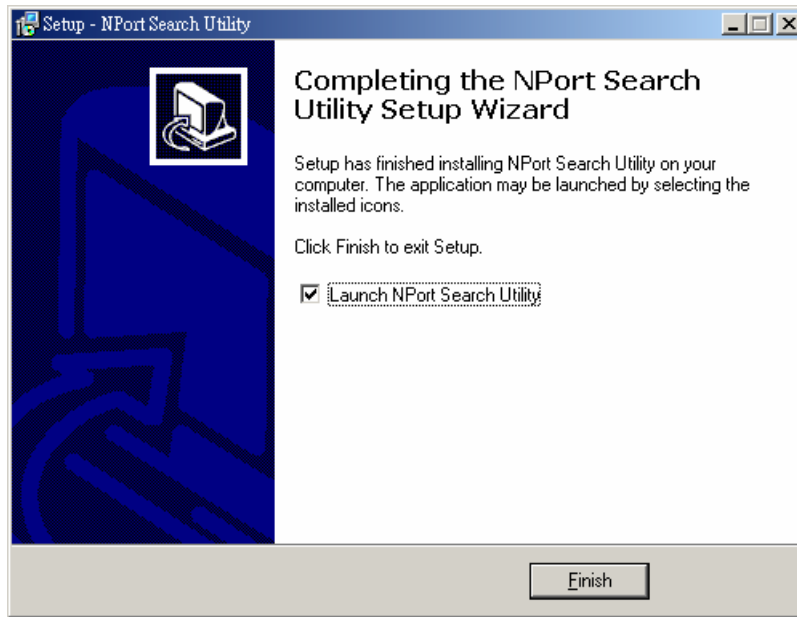 Setup - NPort Search Utility
Completing the NPort Search
Utility Setup Wizard
Setup has finished installing NPort Search Utility on your
computer. The application may be launched by selecting the
installed icons.
Click Finish to exit Setup.
Launch NPort Search Utility
Finish